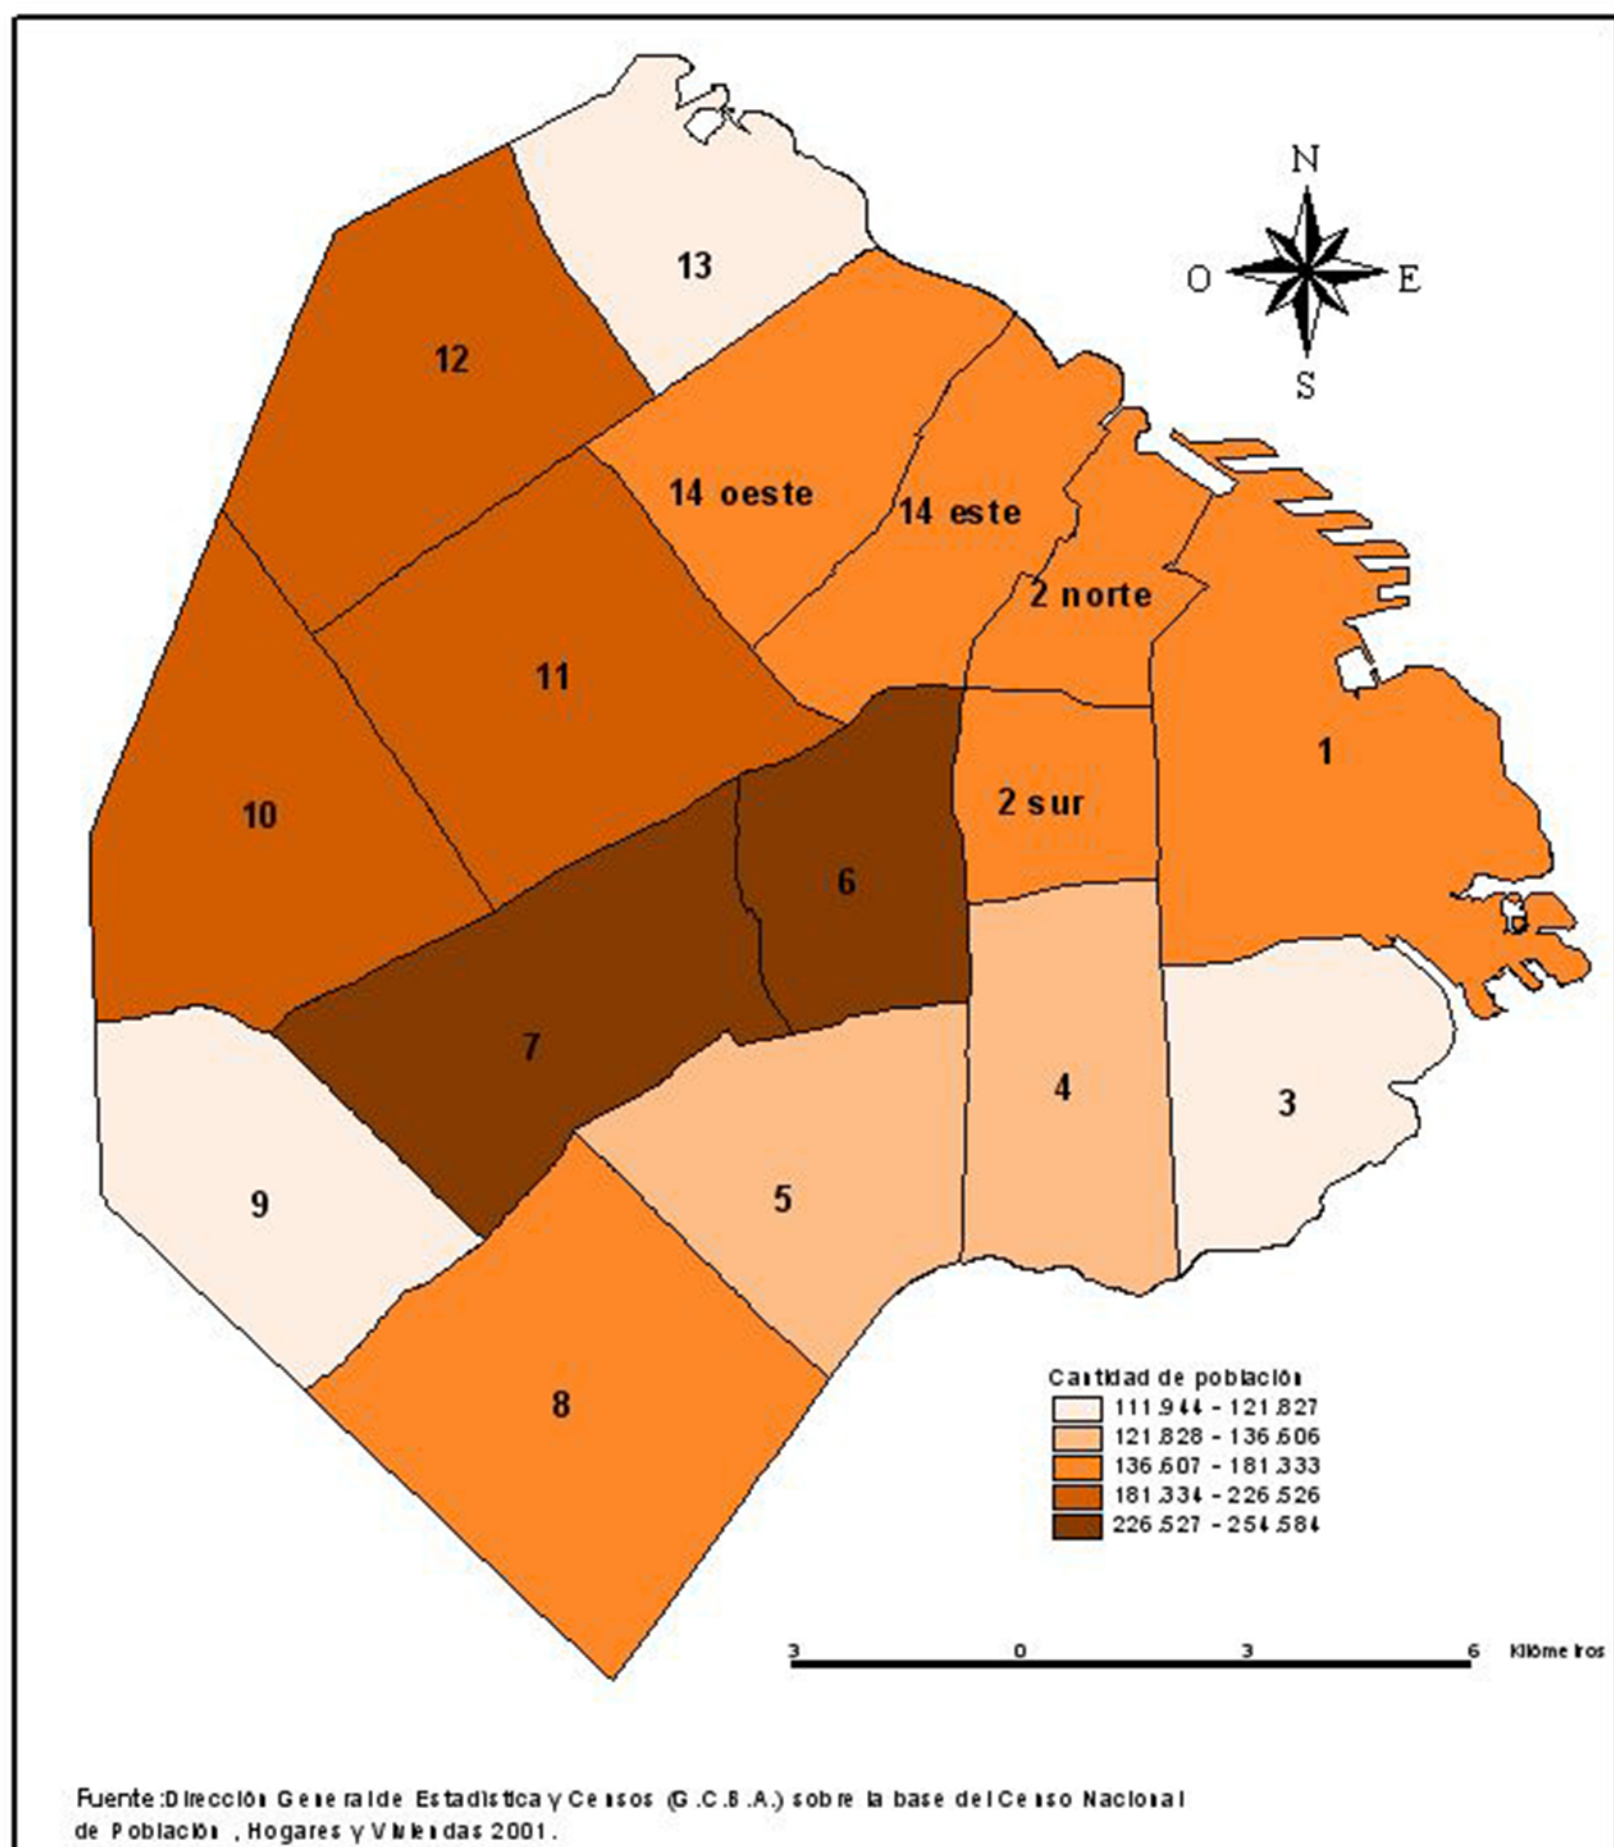 N
O E
S
13
12
14 oeste
14 este
2 norte
11
1
2 sur
10
6
7
4
3
5
9
8
Cantidad de población
111.944 - 121.827
121.828 - 136.606
136.607 - 181.333
181.334 - 226.526
226.527 - 254.584
3 0 3 6 Kilómetros
Fuente:Dirección General de Estadística y Censos (G.C.B.A.) sobre la base del Censo Nacional
de Población , Hogares y Viviendas 2001.